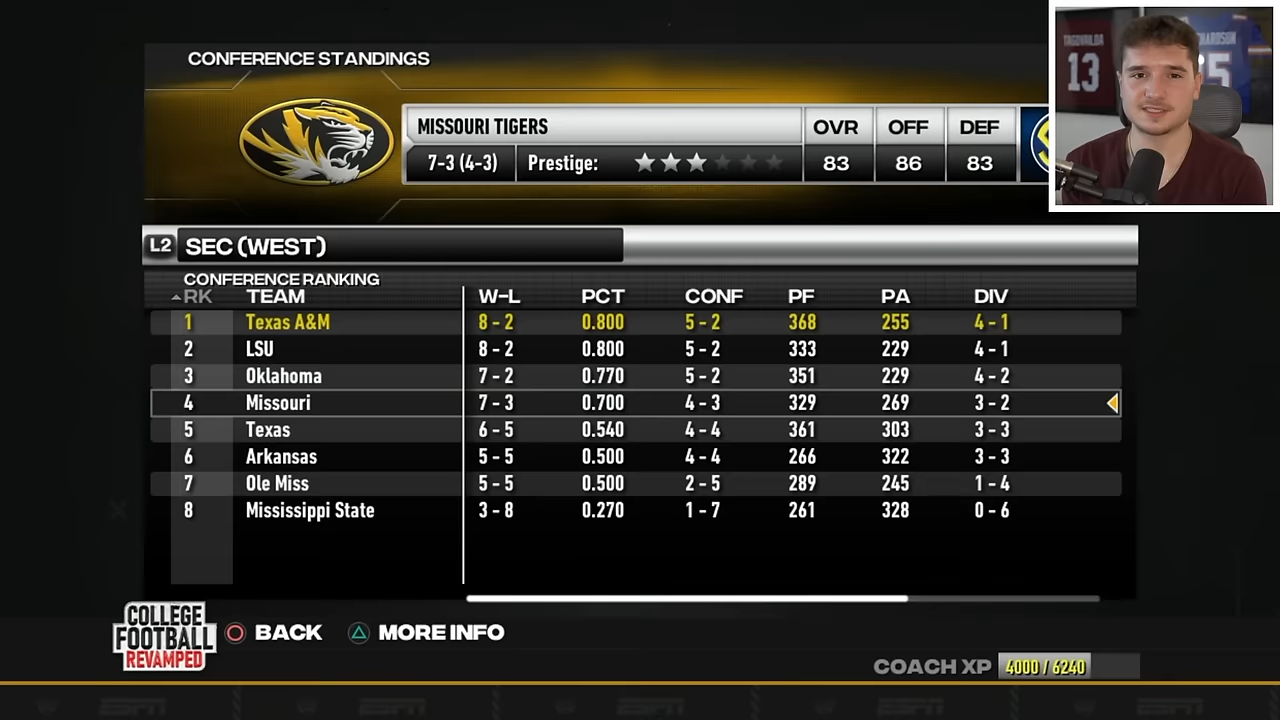 CONFERENCE STANDINGS
MISSOURI TIGERS OVR OFF DEF
7-3 (4-3) Prestige: 83 86 83
13
L2 SEC (WEST)
CONFERENCE RANKING
RK TEAM W-L PCT CONF PF PA DIV
1 Texas A&M 8 - 2 0.800 5 - 2 368 255 4 - 1
2 LSU 8 - 2 0.800 5 - 2 333 229 4 - 1
3 Oklahoma 7 - 2 0.770 5 - 2 351 229 4 - 2
4 Missouri 7 - 3 0.700 4 - 3 329 269 3 - 2
5 Texas 6 - 5 0.540 4 - 4 361 303 3 - 3
6 Arkansas 5 - 5 0.500 4 - 4 266 322 3 - 3
7 Ole Miss 5 - 5 0.500 2 - 5 289 245 1 - 4
8 Mississippi State 3 - 8 0.270 1 - 7 261 328 0 - 6
COLLEGE
FOOTBALL
REVAMPED
BACK MORE INFO
COACH XP 4000 / 6240